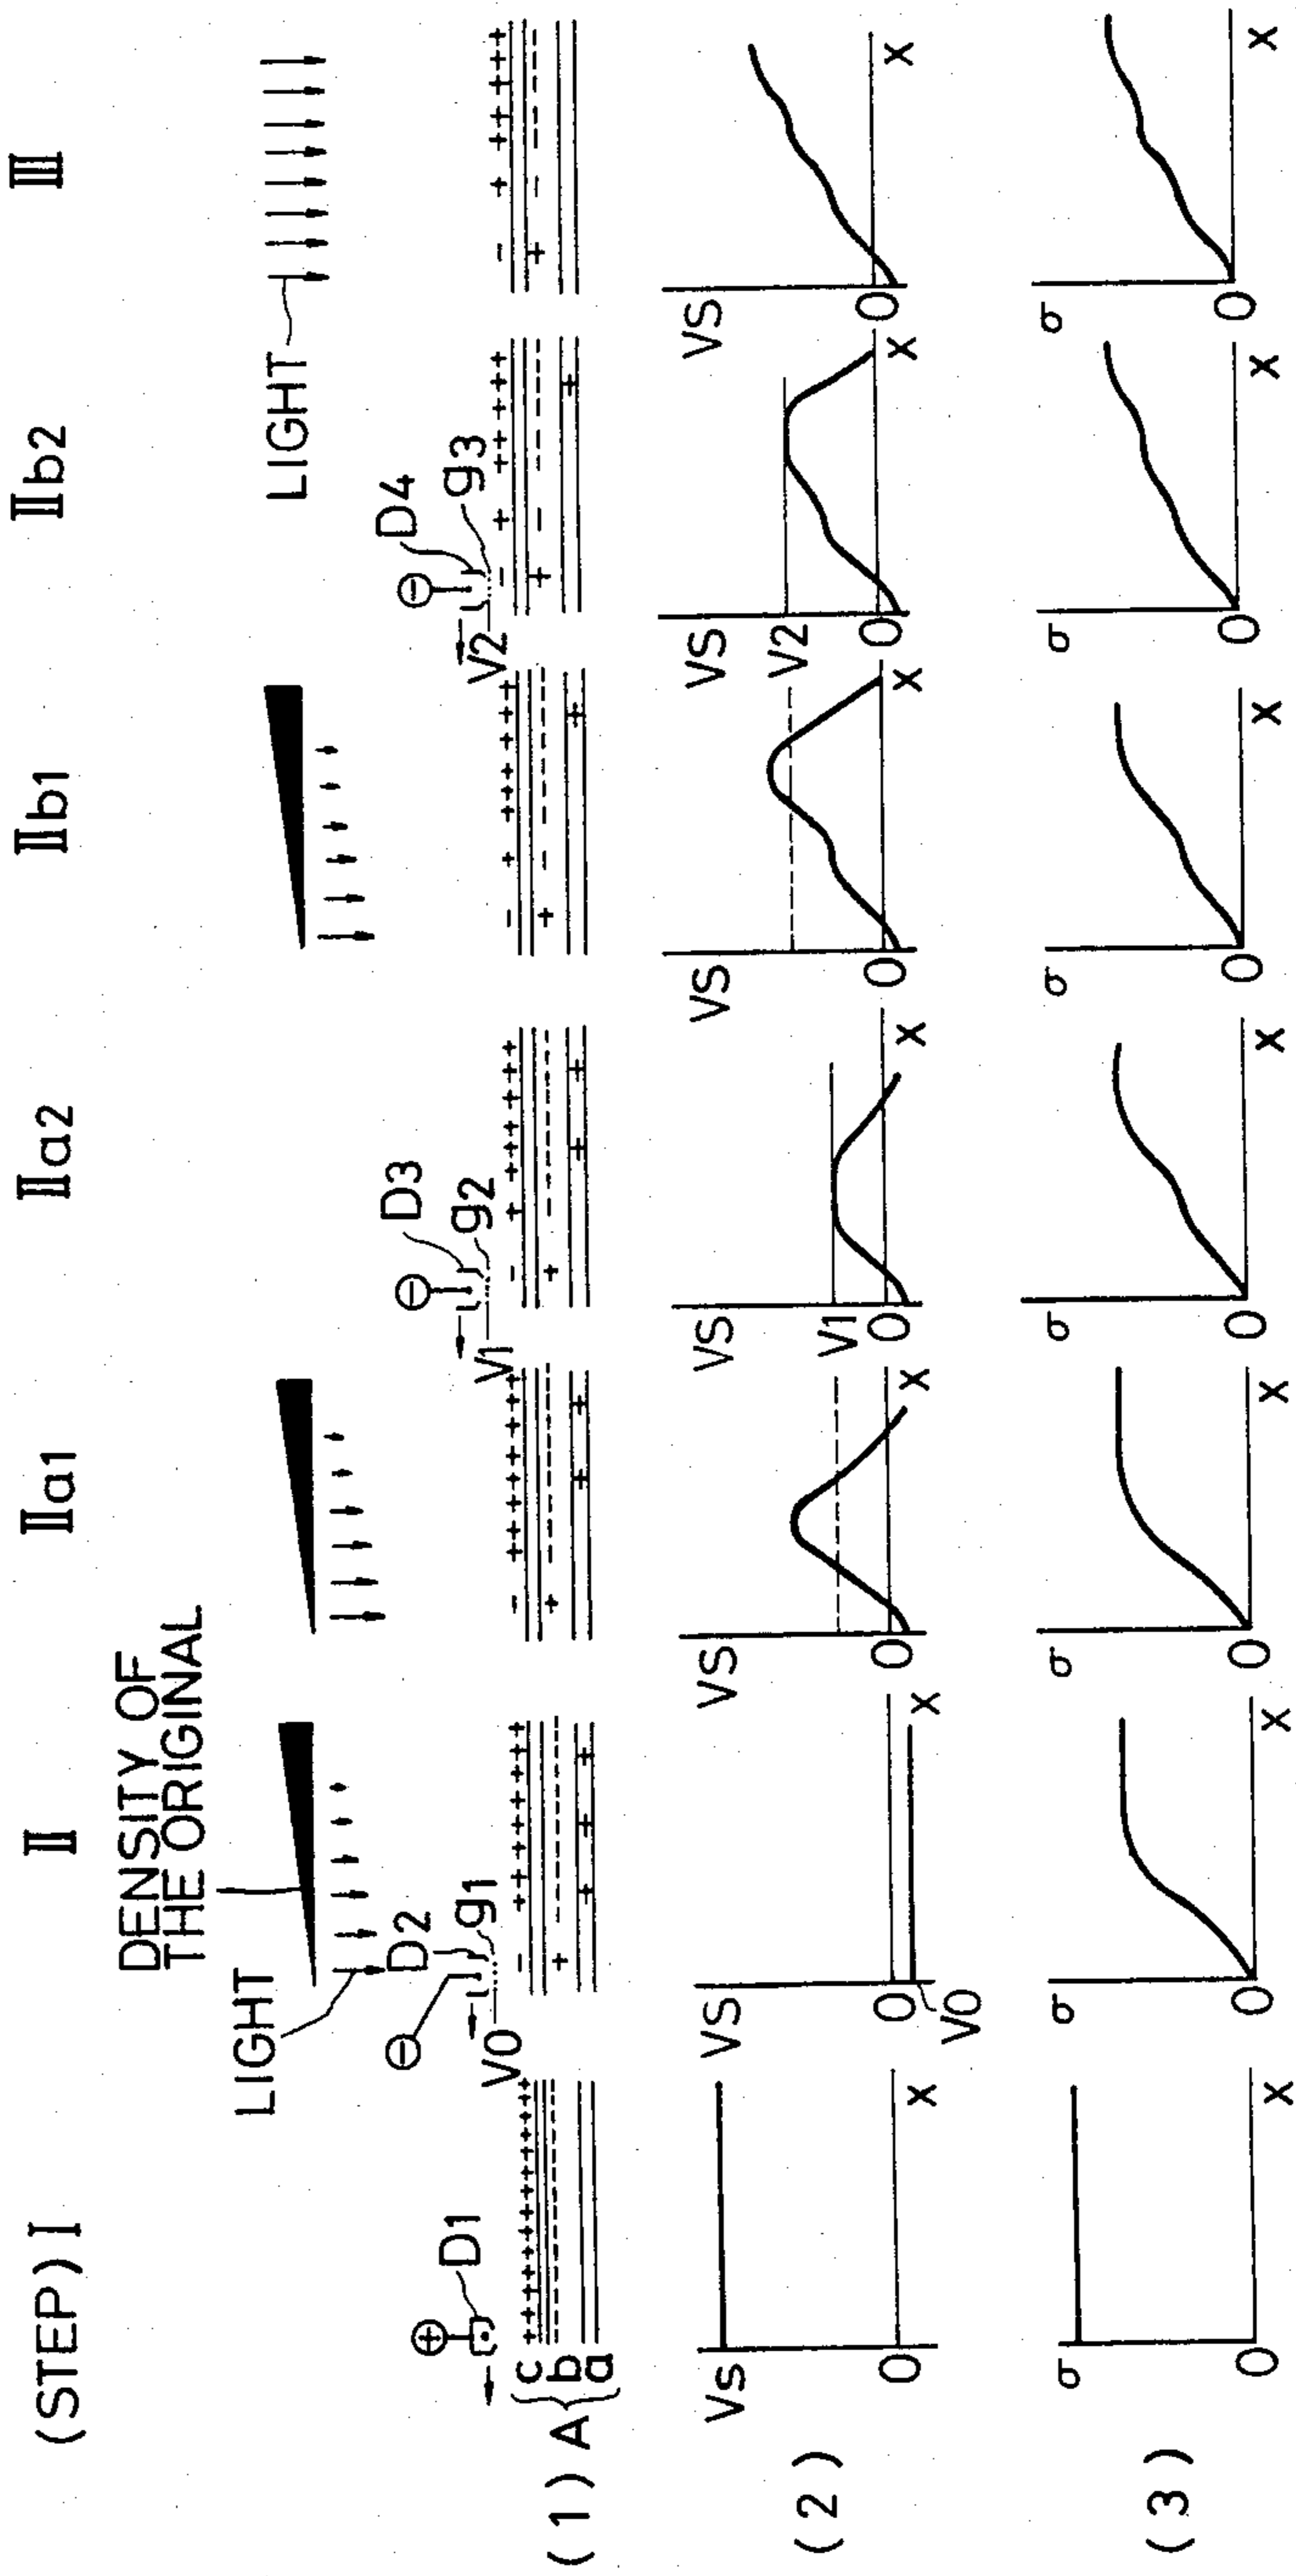 (STEP) I
II
IIa1
IIa2
IIb1
IIb2
III
DENSITY OF
THE ORIGINAL
LIGHT
LIGHT
⊕
D1
⊖
D2
g1
V0
⊖
D3
g2
V1
⊖
D4
g3
V2
(1) A
c
b
a
(2)
Vs
0
X
VS
0
V0
X
VS
0
X
VS
V1
0
X
VS
0
X
VS
V2
0
X
VS
0
X
(3)
σ
0
X
σ
0
X
σ
0
X
σ
0
X
σ
0
X
σ
0
X
σ
0
X